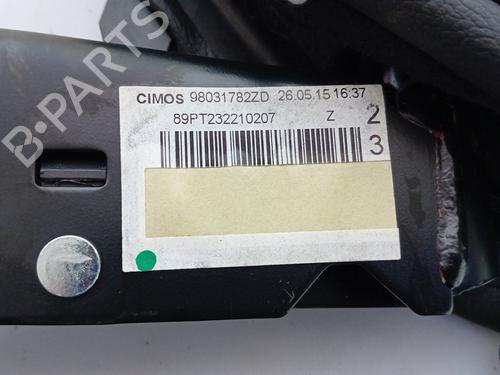 CIMOS 98031782ZD 26.05.15 16:37
89PT232210207 Z 2
3
B-PARTS